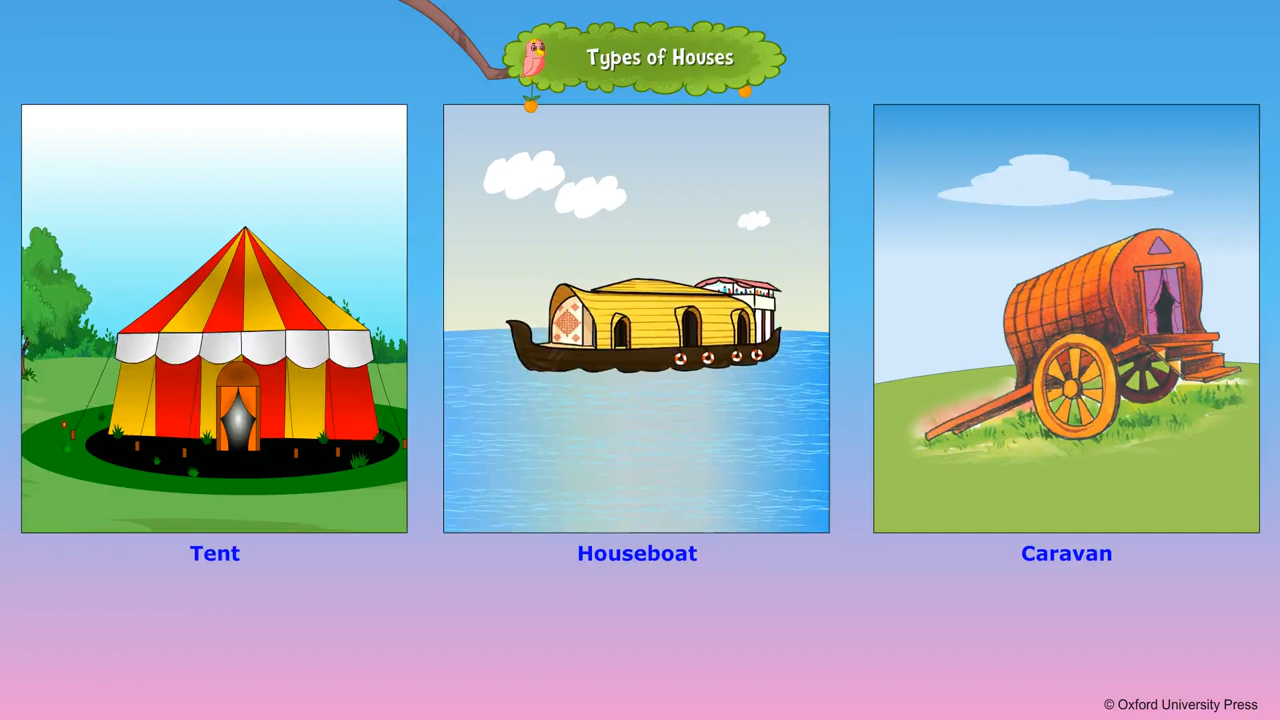 Types of Houses
Tent
Houseboat
Caravan
© Oxford University Press